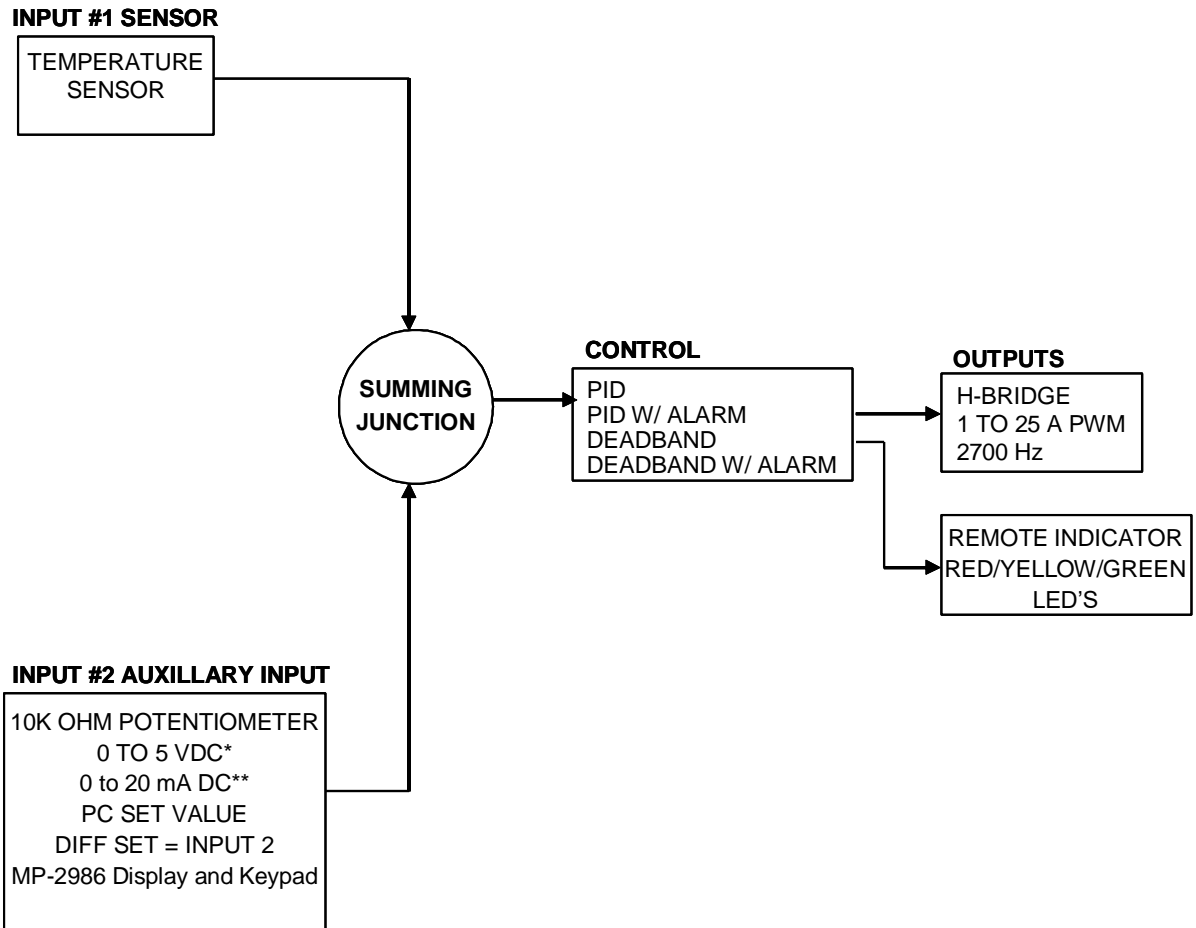 INPUT #1 SENSOR
TEMPERATURE
SENSOR
SUMMING
JUNCTION
CONTROL
PID
PID W/ ALARM
DEADBAND
DEADBAND W/ ALARM
OUTPUTS
H-BRIDGE
1 TO 25 A PWM
2700 Hz
REMOTE INDICATOR
RED/YELLOW/GREEN
LED'S
INPUT #2 AUXILLARY INPUT
10K OHM POTENTIOMETER
0 TO 5 VDC*
0 to 20 mA DC**
PC SET VALUE
DIFF SET = INPUT 2
MP-2986 Display and Keypad